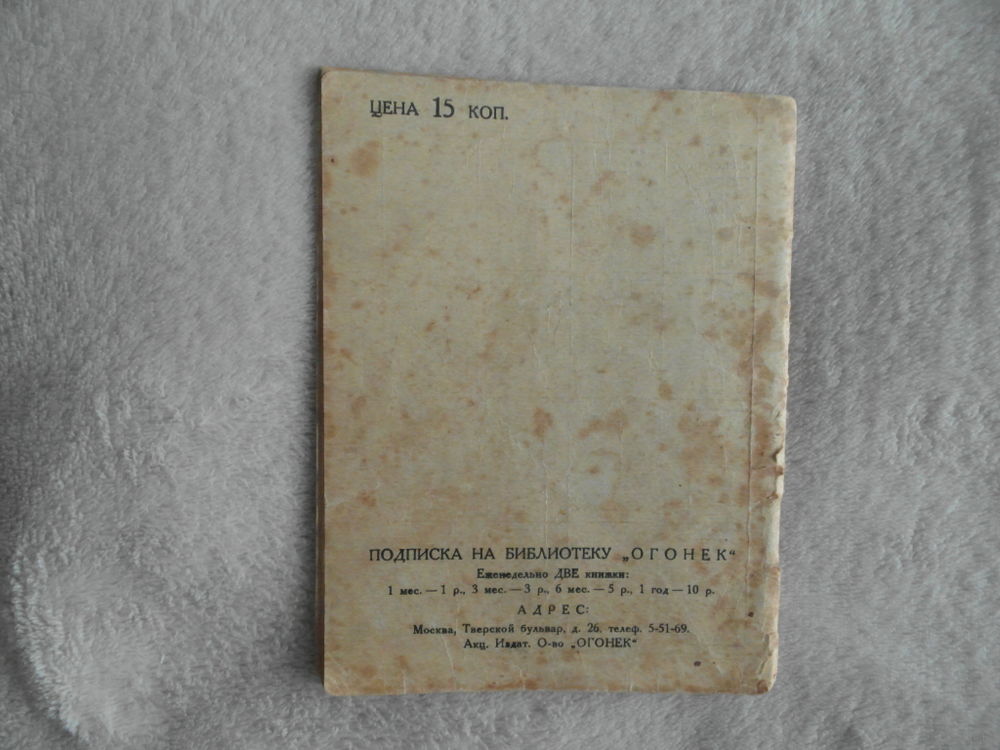 ЦЕНА 15 КОП.
ПОДПИСКА НА БИБЛИОТЕКУ „ОГОНЕК“
Еженедельно ДВЕ книжки:
1 мес. — 1 р., 3 мес. — 3 р., 6 мес. — 5 р., 1 год — 10 р.
АДРЕС:
Москва, Тверской бульвар, д. 26, телеф. 5-51-69.
Акц. Издат. О-во „ОГОНЕК“